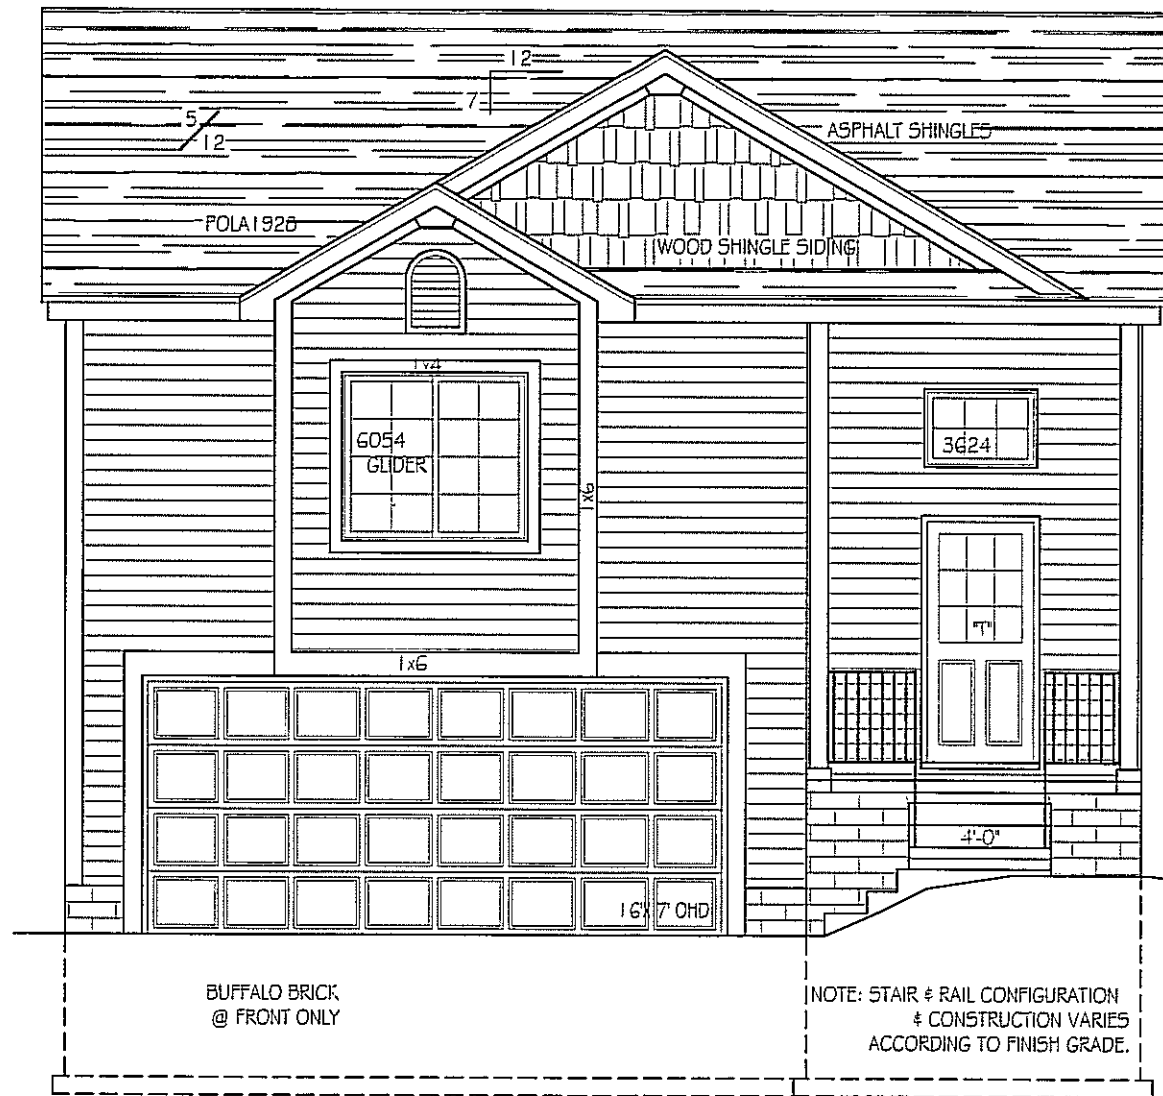 12
7
5
12
ASPHALT SHINGLES
POLA1928
WOOD SHINGLE SIDING
1x4
6054
GLIDER
3624
1x6
"T"
1x6
4'-0"
16'X 7' OHD
BUFFALO BRICK
@ FRONT ONLY
NOTE: STAIR & RAIL CONFIGURATION
& CONSTRUCTION VARIES
ACCORDING TO FINISH GRADE.